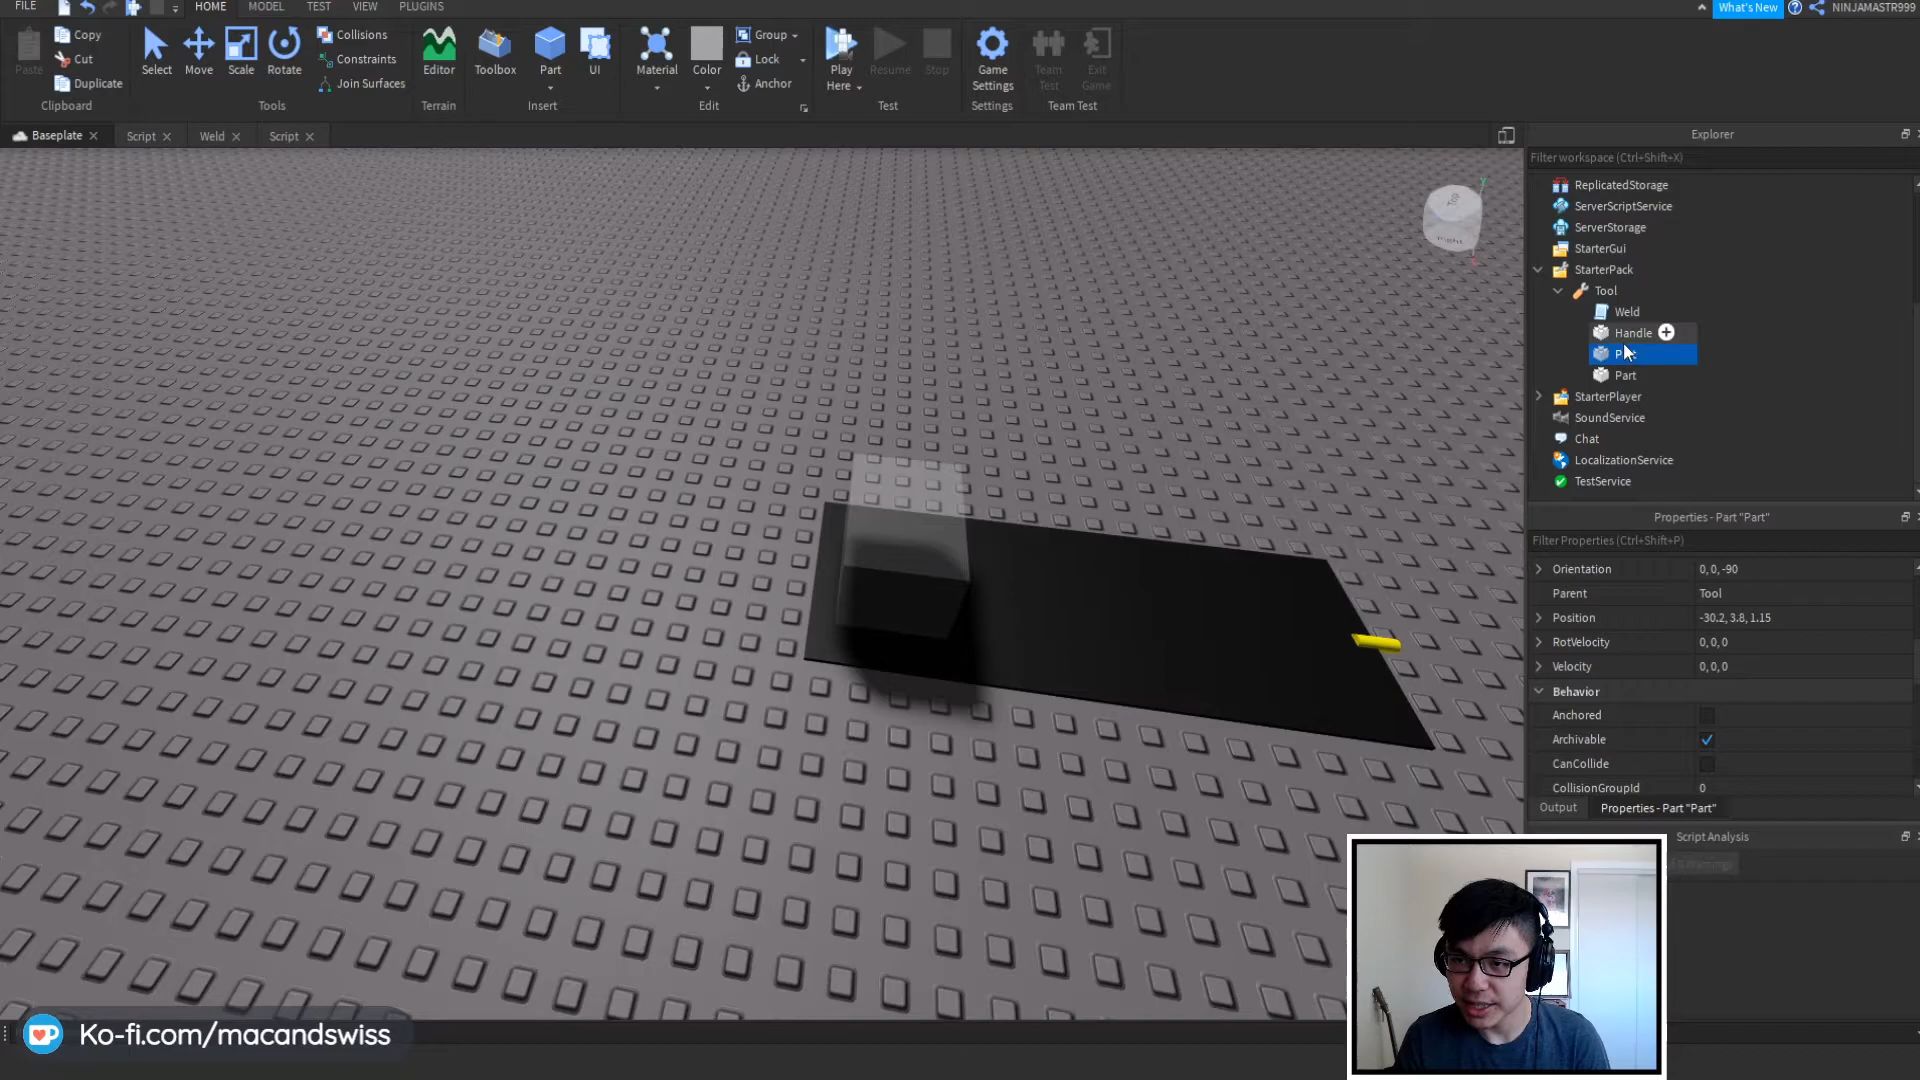 FILE HOME MODEL TEST VIEW PLUGINS What's New NINJAMASTR999
Paste Copy Cut Duplicate Select Move Scale Rotate Collisions Constraints Join Surfaces Editor Toolbox Part UI Material Color Group Lock Anchor Play Here Resume Stop Game Settings Team Test Exit Game
Clipboard Tools Terrain Insert Edit Test Settings Team Test
Baseplate Script Weld Script
Explorer
Filter workspace (Ctrl+Shift+X)
ReplicatedStorage
ServerScriptService
ServerStorage
StarterGui
StarterPack
Tool
Weld
Handle
Part
StarterPlayer
SoundService
Chat
LocalizationService
TestService
Properties - Part "Part"
Filter Properties (Ctrl+Shift+P)
Orientation 0, 0, -90
Parent Tool
Position -30.2, 3.8, 1.15
RotVelocity 0, 0, 0
Velocity 0, 0, 0
Behavior
Anchored
Archivable
CanCollide
CollisionGroupId 0
Output Properties - Part "Part"
Script Analysis
Top
Ko-fi.com/macandswiss